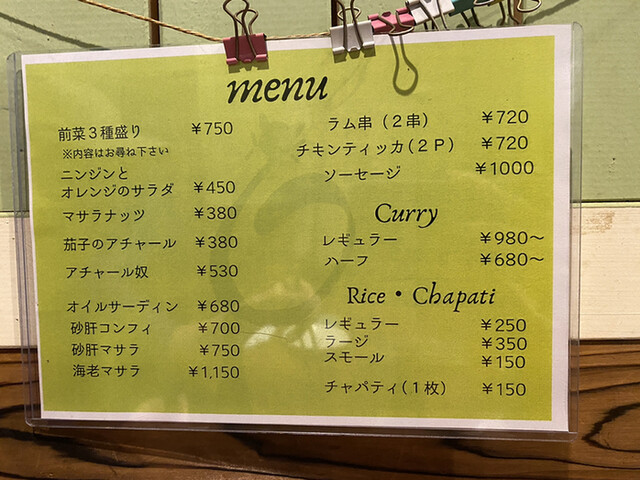 menu
前菜３種盛り ￥750
※内容はお尋ね下さい
ニンジンと
オレンジのサラダ ￥450
マサラナッツ ￥380
茄子のアチャール ￥380
アチャール奴 ￥530
オイルサーディン ￥680
砂肝コンフィ ￥700
砂肝マサラ ￥750
海老マサラ ￥1,150
ラム串（２串） ￥720
チキンティッカ（２Ｐ） ￥720
ソーセージ ￥1000
Curry
レギュラー ￥980〜
ハーフ ￥680〜
Rice・Chapati
レギュラー ￥250
ラージ ￥350
スモール ￥150
チャパティ（１枚） ￥150